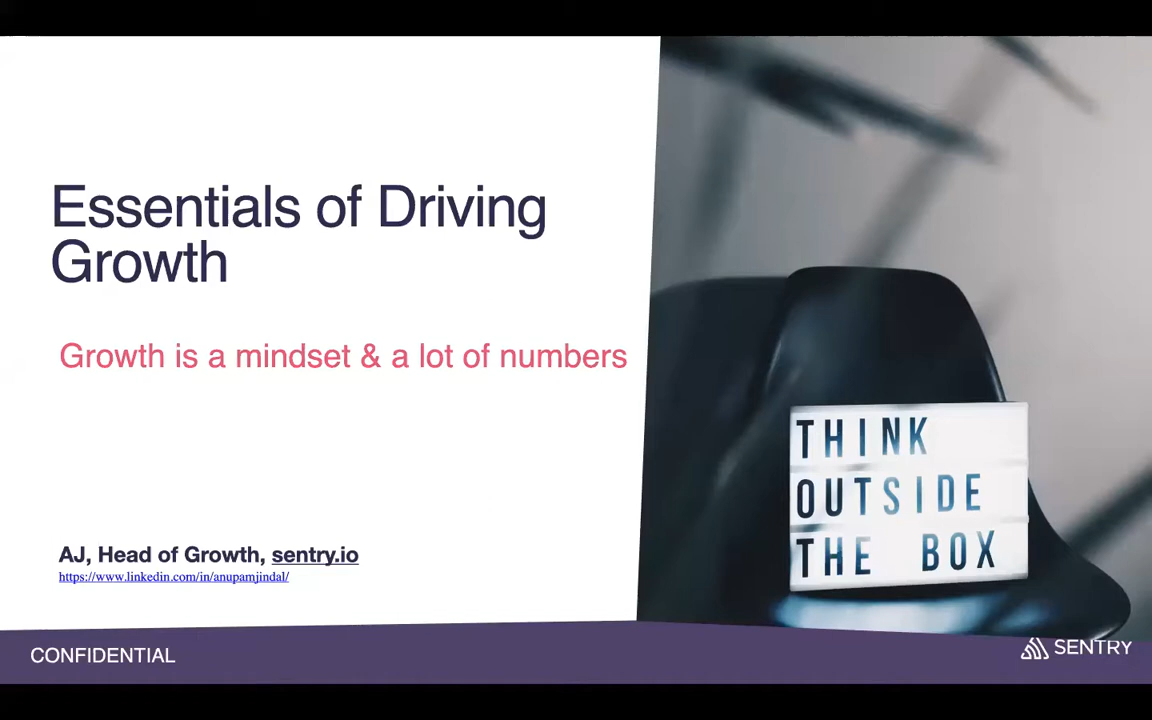 Essentials of Driving
Growth
Growth is a mindset & a lot of numbers
THINK
OUTSIDE
THE BOX
AJ, Head of Growth, sentry.io
https://www.linkedin.com/in/anupamjindal/
CONFIDENTIAL
SENTRY